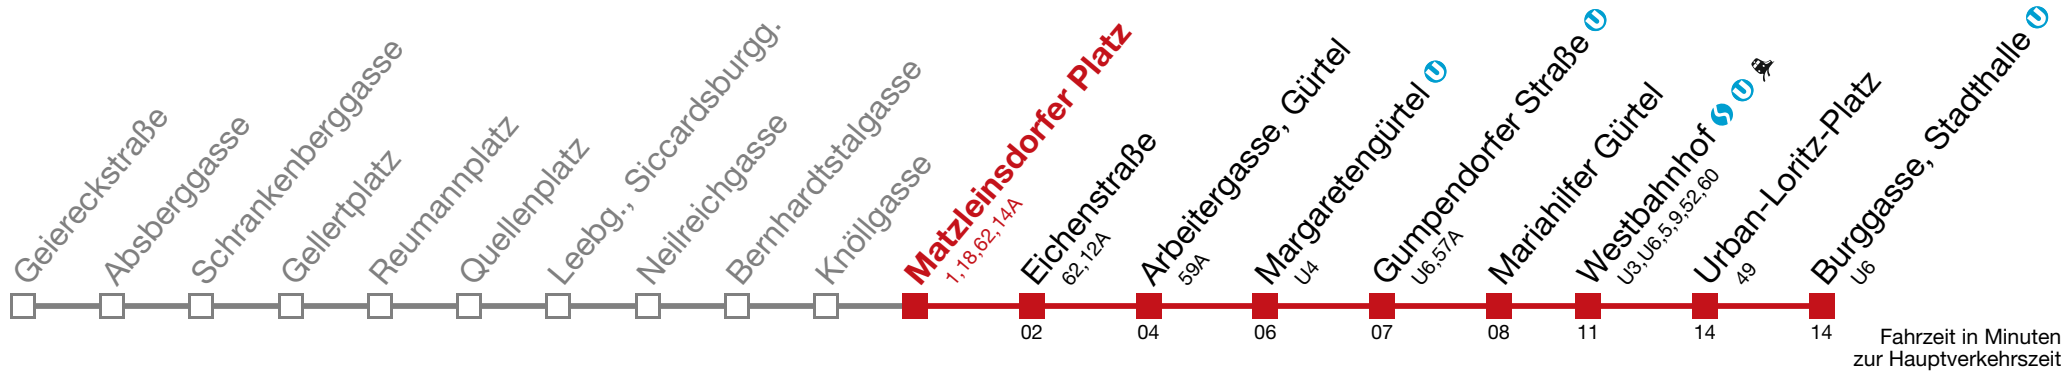 Geiereckstraße
Absberggasse
Schrankenberggasse
Gellertplatz
Reumannplatz
Quellenplatz
Leebg., Siccardsburgg.
Neilreichgasse
Bernhardtstalgasse
Knöllgasse
Matzleinsdorfer Platz
1,18,62,14A
Eichenstraße
62,12A
02
Arbeitergasse, Gürtel
59A
04
Margaretengürtel U
U4
06
Gumpendorfer Straße U
U6,57A
07
Mariahilfer Gürtel
08
Westbahnhof S U
U3,U6,5,9,52,60
11
Urban-Loritz-Platz
49
14
Burggasse, Stadthalle U
U6
14
Fahrzeit in Minuten
zur Hauptverkehrszeit